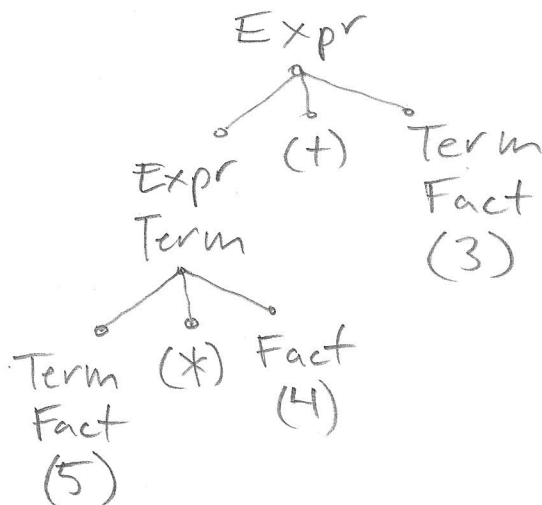 Expr
Expr (+) Term
Term Fact
(3)
Term (*) Fact
Fact (4)
(5)